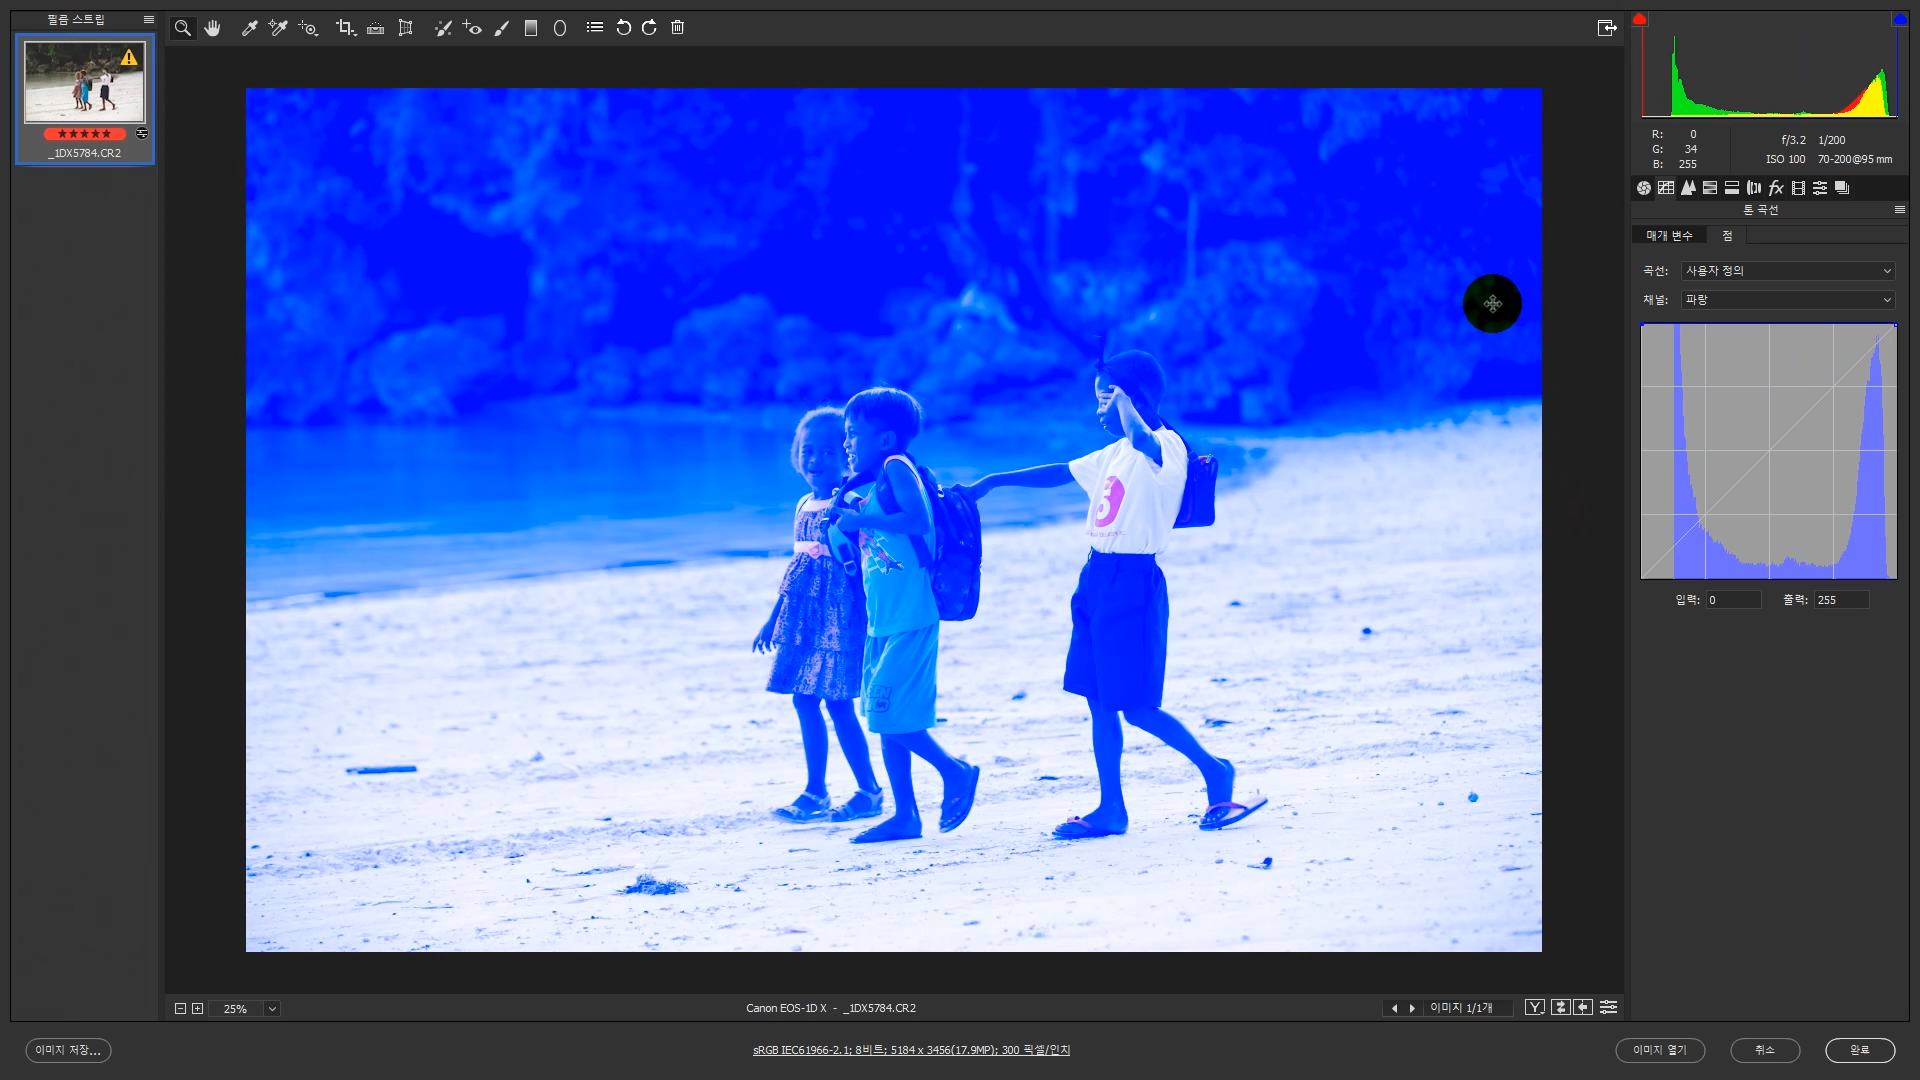 필름 스트립
_1DX5784.CR2
R: 0
G: 34
B: 255
f/3.2 1/200
ISO 100 70-200@95 mm
fx
톤 곡선
매개 변수 점
곡선: 사용자 정의
채널: 파랑
입력: 0 출력: 255
25%
Canon EOS-1D X - _1DX5784.CR2
이미지 1/1개
Y
이미지 저장...
sRGB IEC61966-2.1; 8비트; 5184 x 3456(17.9MP); 300 픽셀/인치
이미지 열기
취소
완료